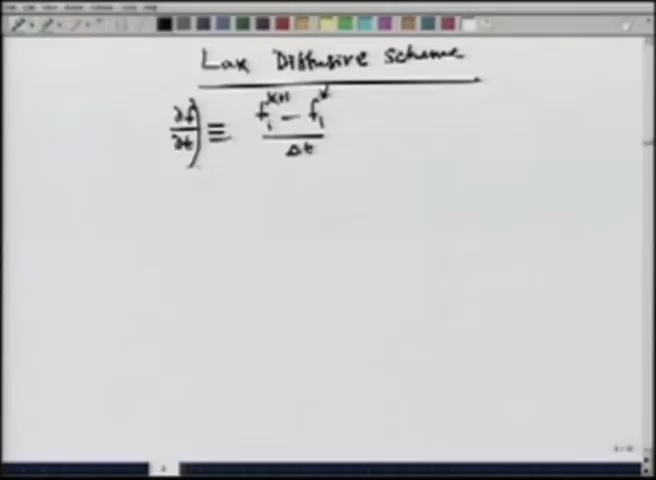 Lax Diffusive Scheme
∂f/∂t) ≡ (f_i^{k+1} − f_i^k)/Δt